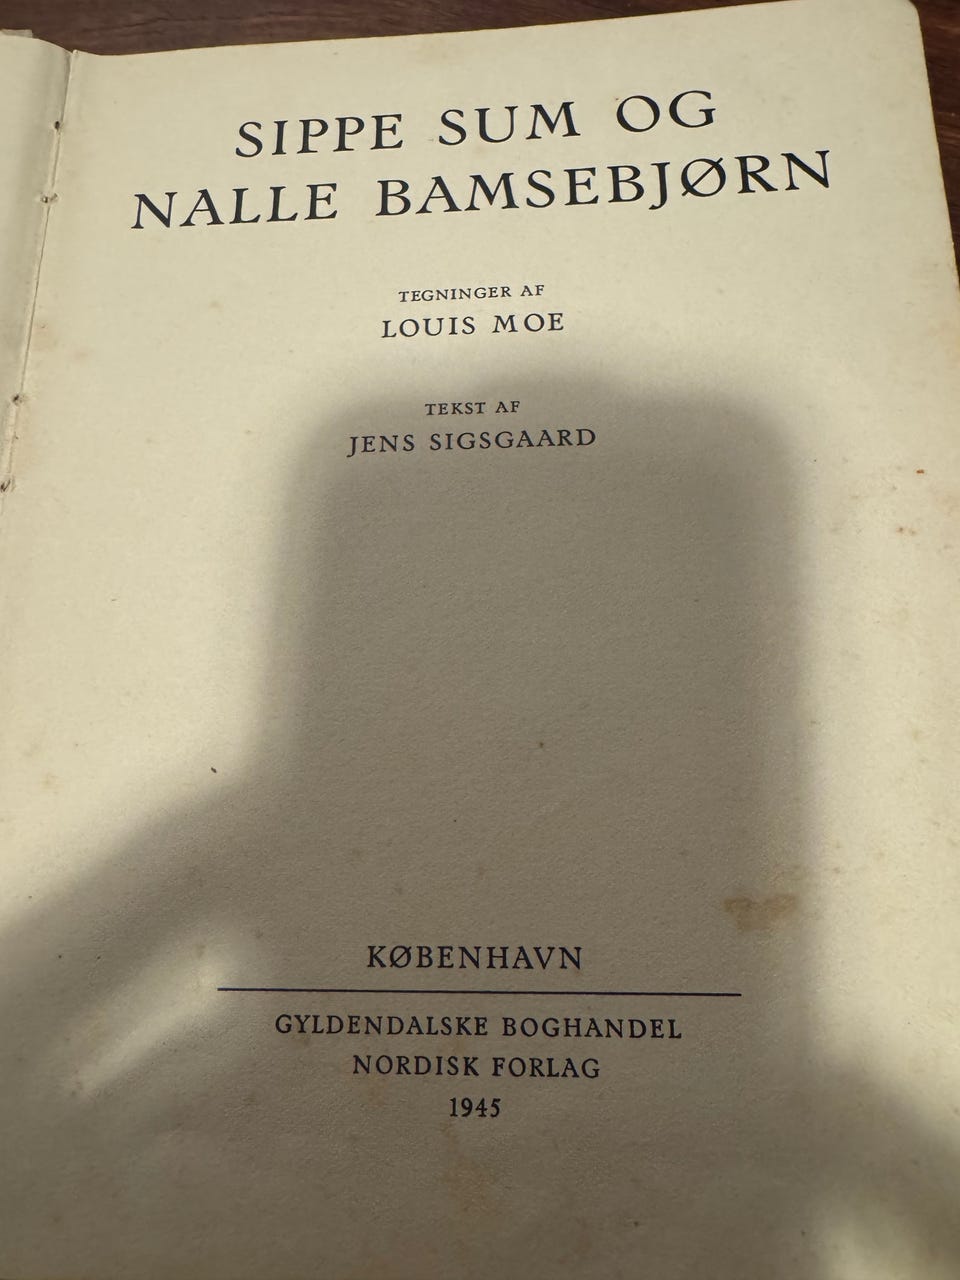 SIPPE SUM OG
NALLE BAMSEBJØRN
TEGNINGER AF
LOUIS MOE
TEKST AF
JENS SIGSGAARD
KØBENHAVN
GYLDENDALSKE BOGHANDEL
NORDISK FORLAG
1945